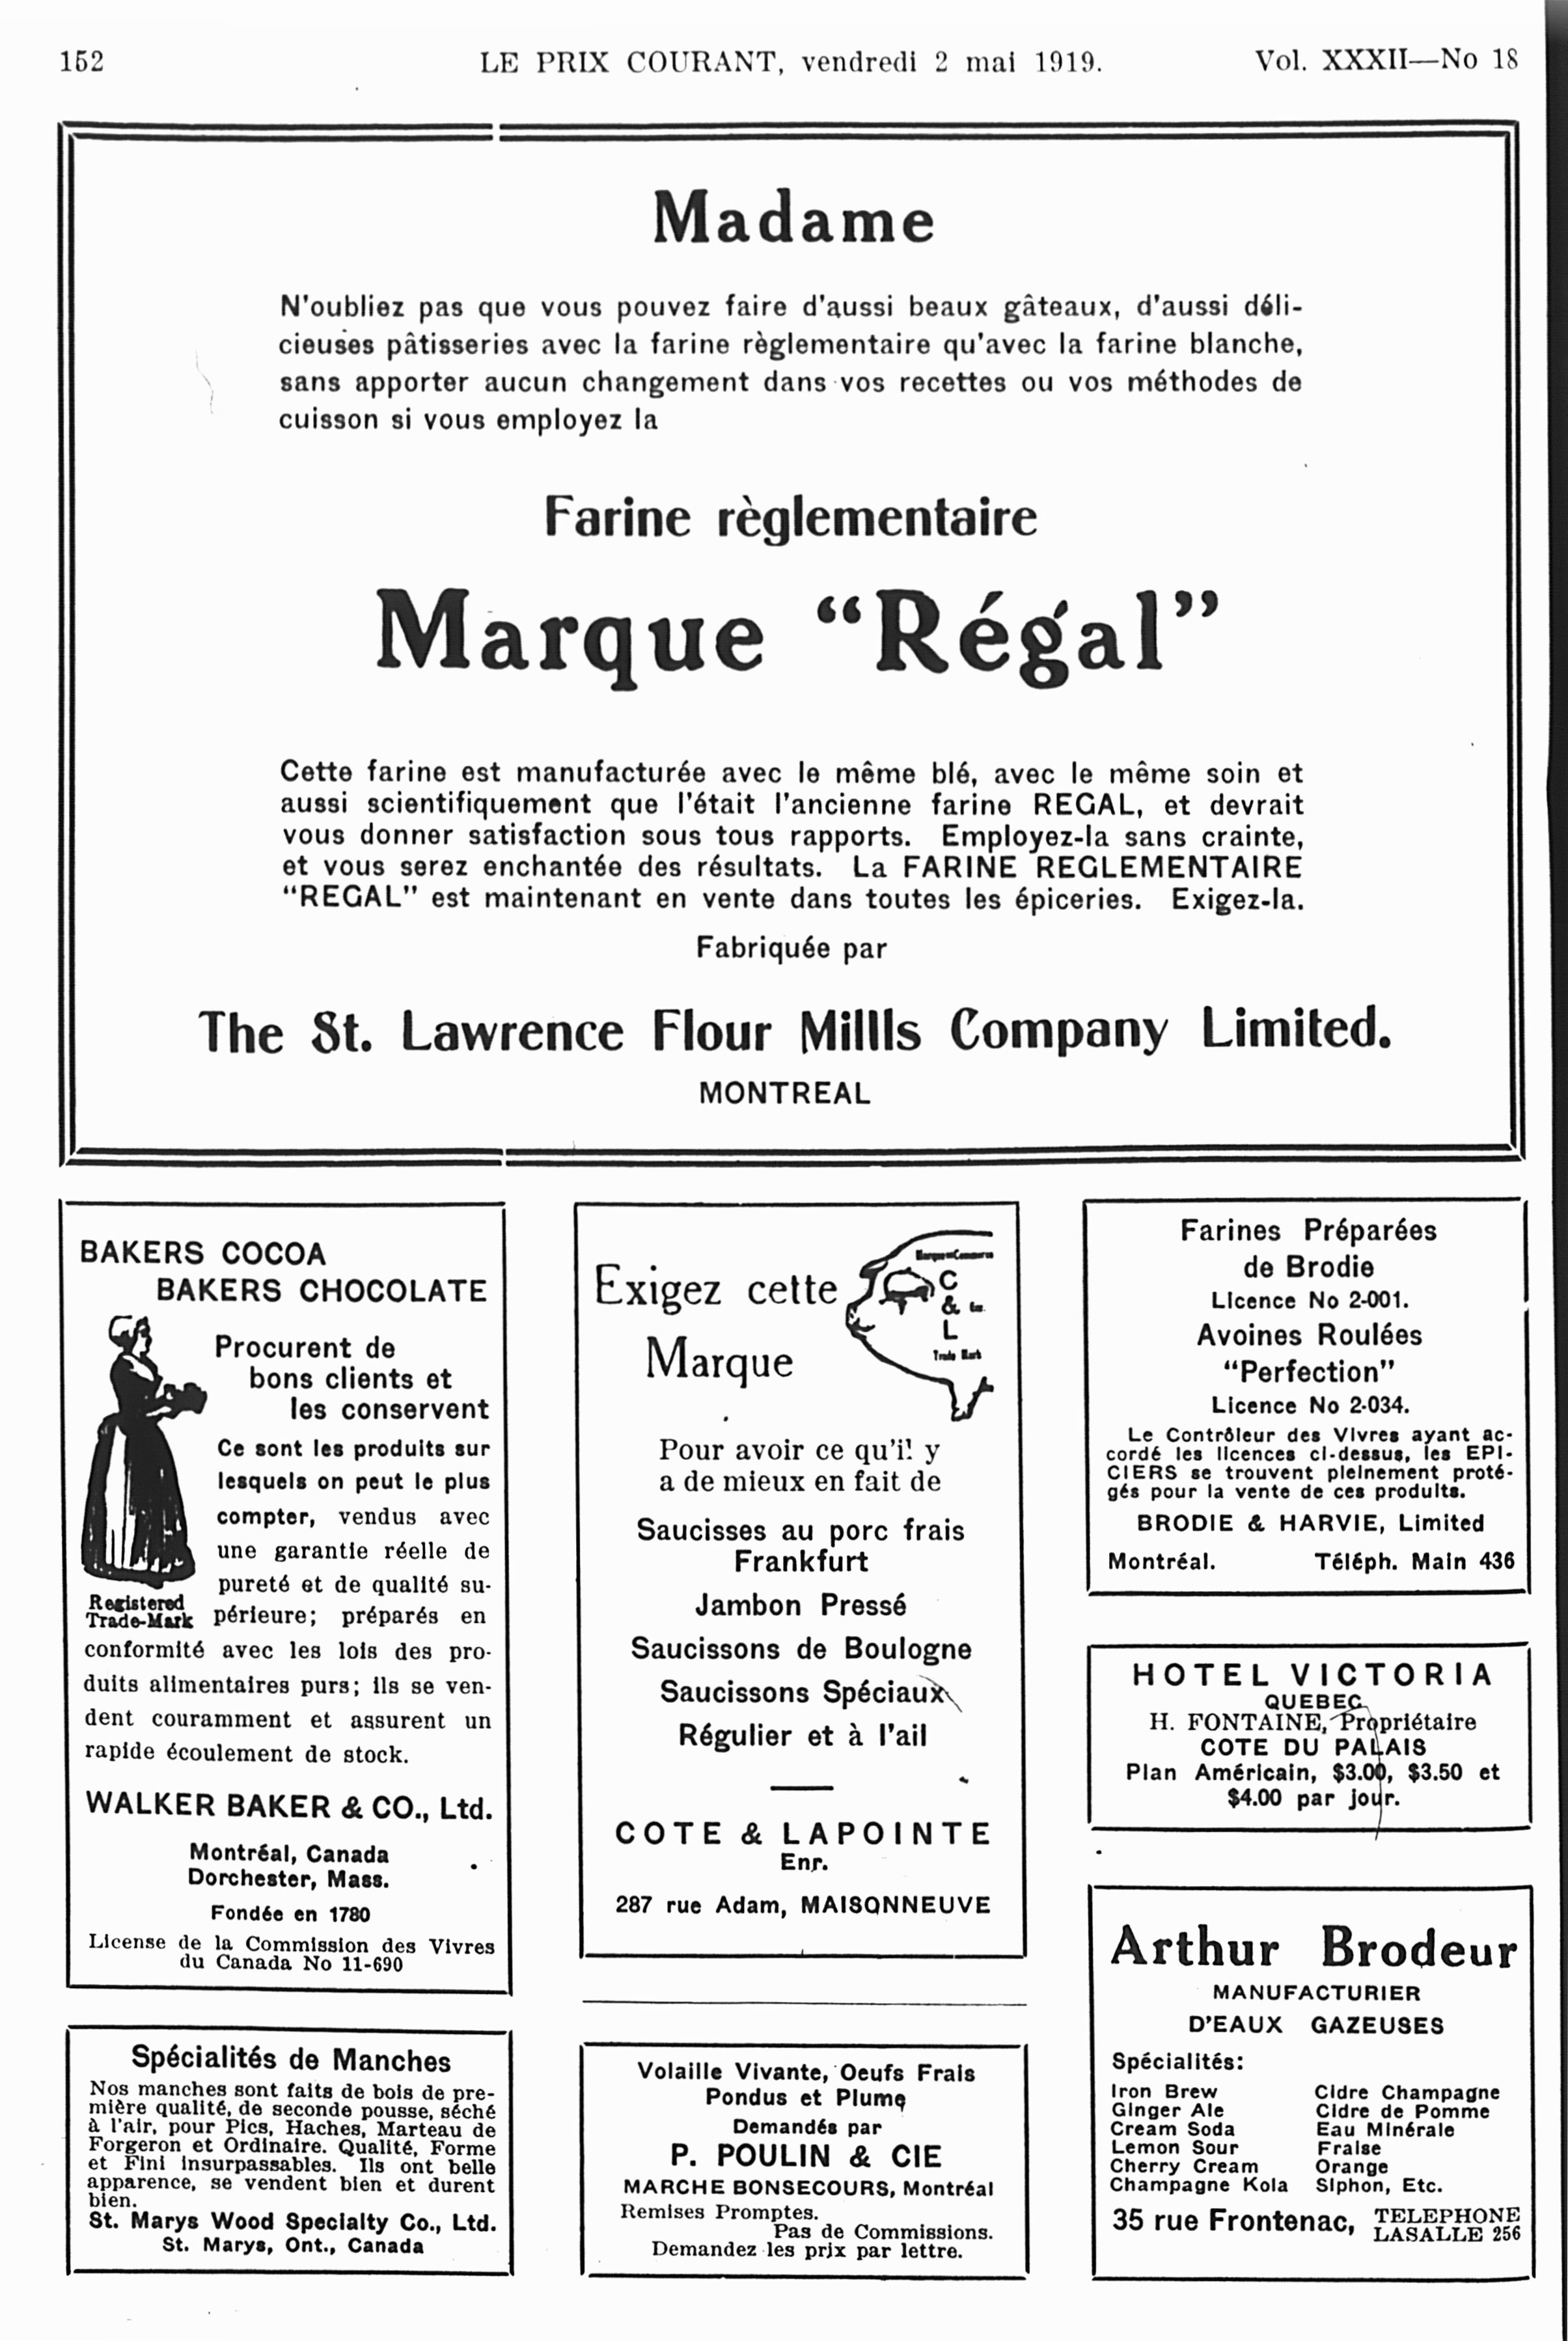 152
LE PRIX COURANT, vendredi 2 mai 1919.
Vol. XXXII—No 18
Madame
N'oubliez pas que vous pouvez faire d'aussi beaux gâteaux, d'aussi déli-
cieuses pâtisseries avec la farine règlementaire qu'avec la farine blanche,
sans apporter aucun changement dans vos recettes ou vos méthodes de
cuisson si vous employez la
Farine règlementaire
Marque “Régal”
Cette farine est manufacturée avec le même blé, avec le même soin et
aussi scientifiquement que l'était l'ancienne farine REGAL, et devrait
vous donner satisfaction sous tous rapports. Employez-la sans crainte,
et vous serez enchantée des résultats. La FARINE REGLEMENTAIRE
“REGAL” est maintenant en vente dans toutes les épiceries. Exigez-la.
Fabriquée par
The St. Lawrence Flour Millls Company Limited.
MONTREAL
BAKERS COCOA
BAKERS CHOCOLATE
Procurent de
bons clients et
les conservent
Ce sont les produits sur
lesquels on peut le plus
compter, vendus avec
une garantie réelle de
pureté et de qualité su-
Registered
Trade-Mark
périeure; préparés en
conformité avec les lois des pro-
duits alimentaires purs; ils se ven-
dent couramment et assurent un
rapide écoulement de stock.
WALKER BAKER & CO., Ltd.
Montréal, Canada
Dorchester, Mass.
Fondée en 1780
License de la Commission des Vivres
du Canada No 11-690
Spécialités de Manches
Nos manches sont faits de bois de pre-
mière qualité, de seconde pousse, séché
à l'air, pour Pics, Haches, Marteau de
Forgeron et Ordinaire. Qualité, Forme
et Fini insurpassables. Ils ont belle
apparence, se vendent bien et durent
bien.
St. Marys Wood Specialty Co., Ltd.
St. Marys, Ont., Canada
Exigez cette
Marque
Marque de Commerce
C
& Enr.
L
Trade Mark
Pour avoir ce qu'il y
a de mieux en fait de
Saucisses au porc frais
Frankfurt
Jambon Pressé
Saucissons de Boulogne
Saucissons Spéciaux
Régulier et à l'ail
COTE & LAPOINTE
Enr.
287 rue Adam, MAISONNEUVE
Volaille Vivante, Oeufs Frais
Pondus et Plume
Demandés par
P. POULIN & CIE
MARCHE BONSECOURS, Montréal
Remises Promptes.
Pas de Commissions.
Demandez les prix par lettre.
Farines Préparées
de Brodie
Licence No 2-001.
Avoines Roulées
“Perfection”
Licence No 2-034.
Le Contrôleur des Vivres ayant ac-
cordé les licences ci-dessus, les EPI-
CIERS se trouvent pleinement proté-
gés pour la vente de ces produits.
BRODIE & HARVIE, Limited
Montréal. Téléph. Main 436
HOTEL VICTORIA
QUEBEC
H. FONTAINE, Propriétaire
COTE DU PALAIS
Plan Américain, $3.00, $3.50 et
$4.00 par jour.
Arthur Brodeur
MANUFACTURIER
D'EAUX GAZEUSES
Spécialités:
Iron Brew
Ginger Ale
Cream Soda
Lemon Sour
Cherry Cream
Champagne Kola
Cidre Champagne
Cidre de Pomme
Eau Minérale
Fraise
Orange
Siphon, Etc.
35 rue Frontenac,
TELEPHONE
LASALLE 256